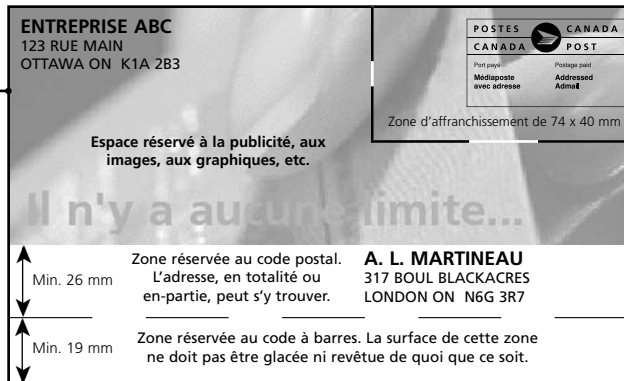 ENTREPRISE ABC
123 RUE MAIN
OTTAWA ON K1A 2B3
POSTES CANADA
CANADA POST
Port payé Postage paid
Médiaposte Addressed
avec adresse Admail
Zone d’affranchissement de 74 x 40 mm
Espace réservé à la publicité, aux
images, aux graphiques, etc.
Il n'y a aucune limite...
Min. 26 mm
Zone réservée au code postal.
L’adresse, en totalité ou
en-partie, peut s’y trouver.
A. L. MARTINEAU
317 BOUL BLACKACRES
LONDON ON N6G 3R7
Min. 19 mm
Zone réservée au code à barres. La surface de cette zone
ne doit pas être glacée ni revêtue de quoi que ce soit.